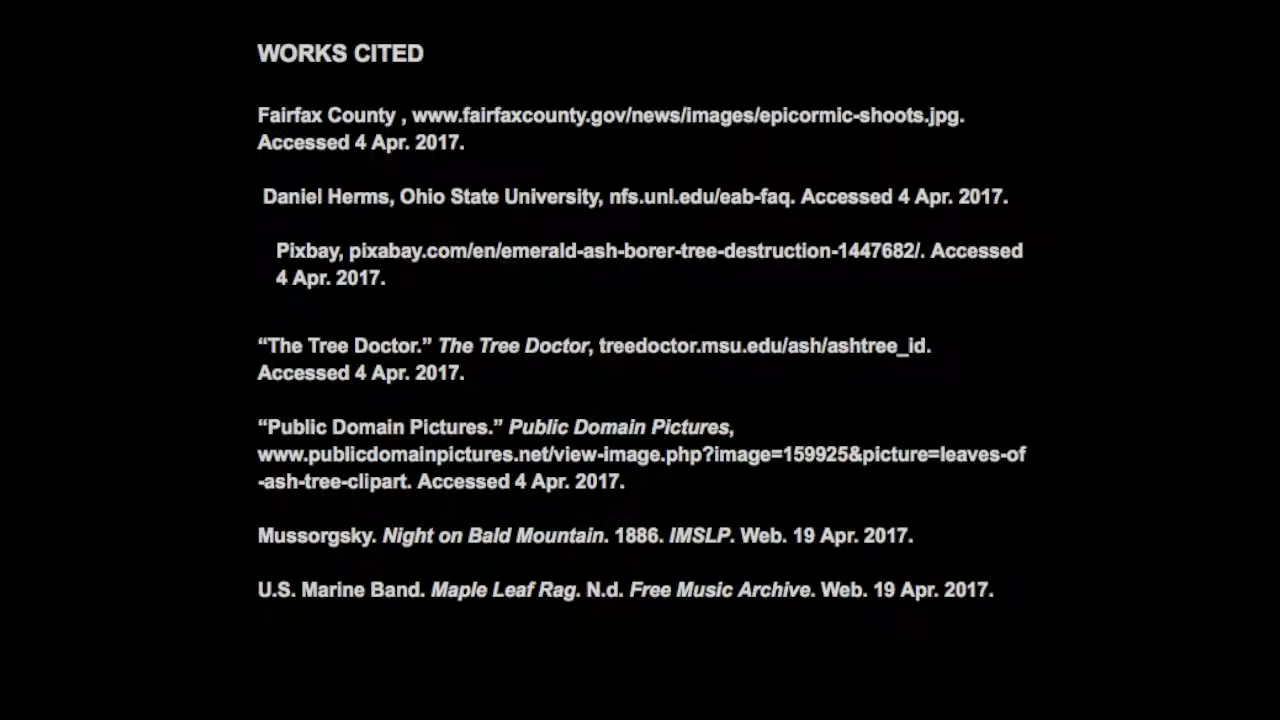 WORKS CITED
Fairfax County , www.fairfaxcounty.gov/news/images/epicormic-shoots.jpg.
Accessed 4 Apr. 2017.
Daniel Herms, Ohio State University, nfs.unl.edu/eab-faq. Accessed 4 Apr. 2017.
Pixbay, pixabay.com/en/emerald-ash-borer-tree-destruction-1447682/. Accessed
4 Apr. 2017.
“The Tree Doctor.” The Tree Doctor, treedoctor.msu.edu/ash/ashtree_id.
Accessed 4 Apr. 2017.
“Public Domain Pictures.” Public Domain Pictures,
www.publicdomainpictures.net/view-image.php?image=159925&picture=leaves-of
-ash-tree-clipart. Accessed 4 Apr. 2017.
Mussorgsky. Night on Bald Mountain. 1886. IMSLP. Web. 19 Apr. 2017.
U.S. Marine Band. Maple Leaf Rag. N.d. Free Music Archive. Web. 19 Apr. 2017.